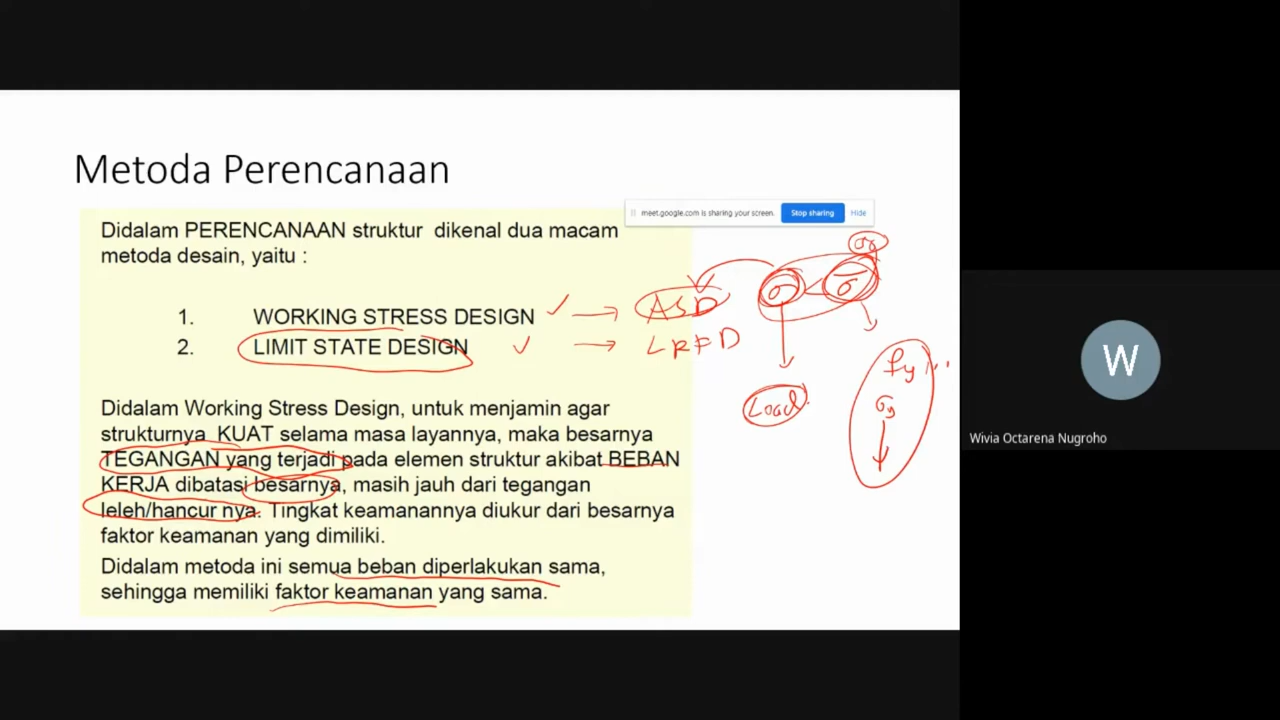 Metoda Perencanaan
meet.google.com is sharing your screen.
Stop sharing
Hide
Didalam PERENCANAAN struktur dikenal dua macam
metoda desain, yaitu :
1. WORKING STRESS DESIGN → ASD
2. LIMIT STATE DESIGN → LRFD
σ < σ̅
Load
fy
σy
Didalam Working Stress Design, untuk menjamin agar
strukturnya KUAT selama masa layannya, maka besarnya
TEGANGAN yang terjadi pada elemen struktur akibat BEBAN
KERJA dibatasi besarnya, masih jauh dari tegangan
leleh/hancur nya. Tingkat keamanannya diukur dari besarnya
faktor keamanan yang dimiliki.
Didalam metoda ini semua beban diperlakukan sama,
sehingga memiliki faktor keamanan yang sama.
W
Wivia Octarena Nugroho